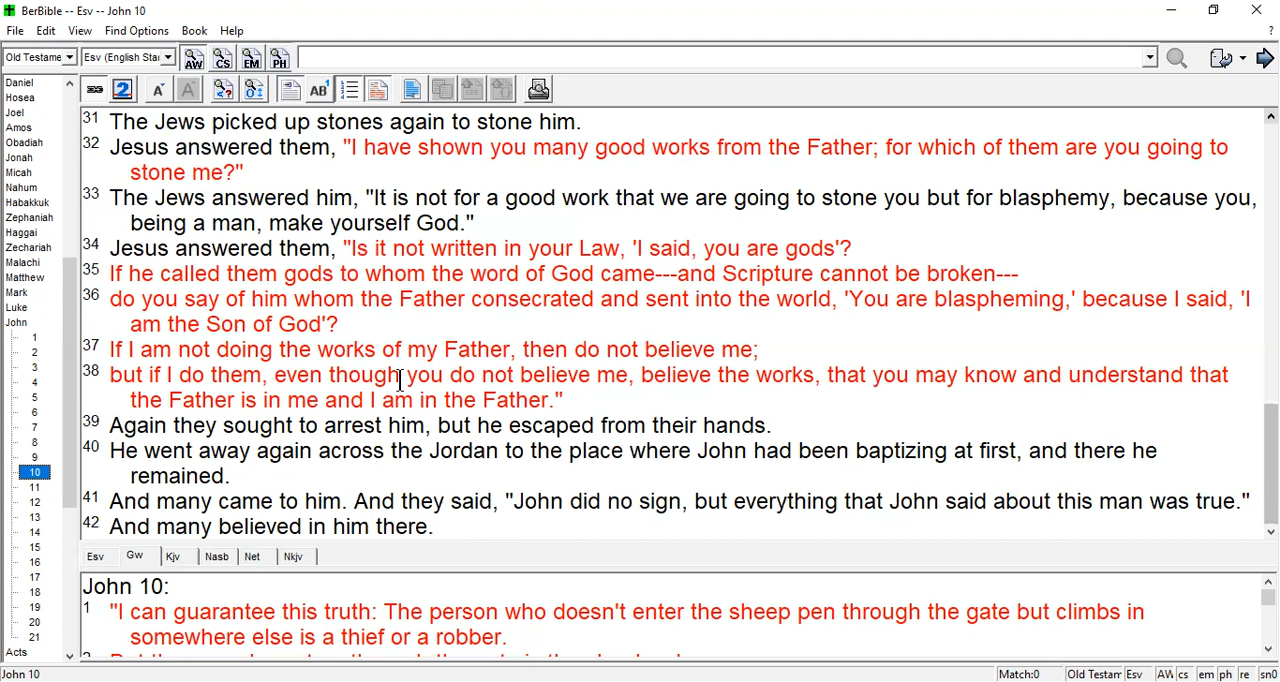 BerBible -- Esv -- John 10
File Edit View Find Options Book Help
?
Old Testame Esv (English Star AW CS EM PH
Daniel
Hosea
Joel
Amos
Obadiah
Jonah
Micah
Nahum
Habakkuk
Zephaniah
Haggai
Zechariah
Malachi
Matthew
Mark
Luke
John
1
2
3
4
5
6
7
8
9
10
11
12
13
14
15
16
17
18
19
20
21
Acts
31 The Jews picked up stones again to stone him.
32 Jesus answered them, "I have shown you many good works from the Father; for which of them are you going to
stone me?"
33 The Jews answered him, "It is not for a good work that we are going to stone you but for blasphemy, because you,
being a man, make yourself God."
34 Jesus answered them, "Is it not written in your Law, 'I said, you are gods'?
35 If he called them gods to whom the word of God came---and Scripture cannot be broken---
36 do you say of him whom the Father consecrated and sent into the world, 'You are blaspheming,' because I said, 'I
am the Son of God'?
37 If I am not doing the works of my Father, then do not believe me;
38 but if I do them, even though you do not believe me, believe the works, that you may know and understand that
the Father is in me and I am in the Father."
39 Again they sought to arrest him, but he escaped from their hands.
40 He went away again across the Jordan to the place where John had been baptizing at first, and there he
remained.
41 And many came to him. And they said, "John did no sign, but everything that John said about this man was true."
42 And many believed in him there.
Esv Gw Kjv Nasb Net Nkjv
John 10:
1 "I can guarantee this truth: The person who doesn't enter the sheep pen through the gate but climbs in
somewhere else is a thief or a robber.
John 10 Match:0 Old Testam Esv AW cs em ph re sn0